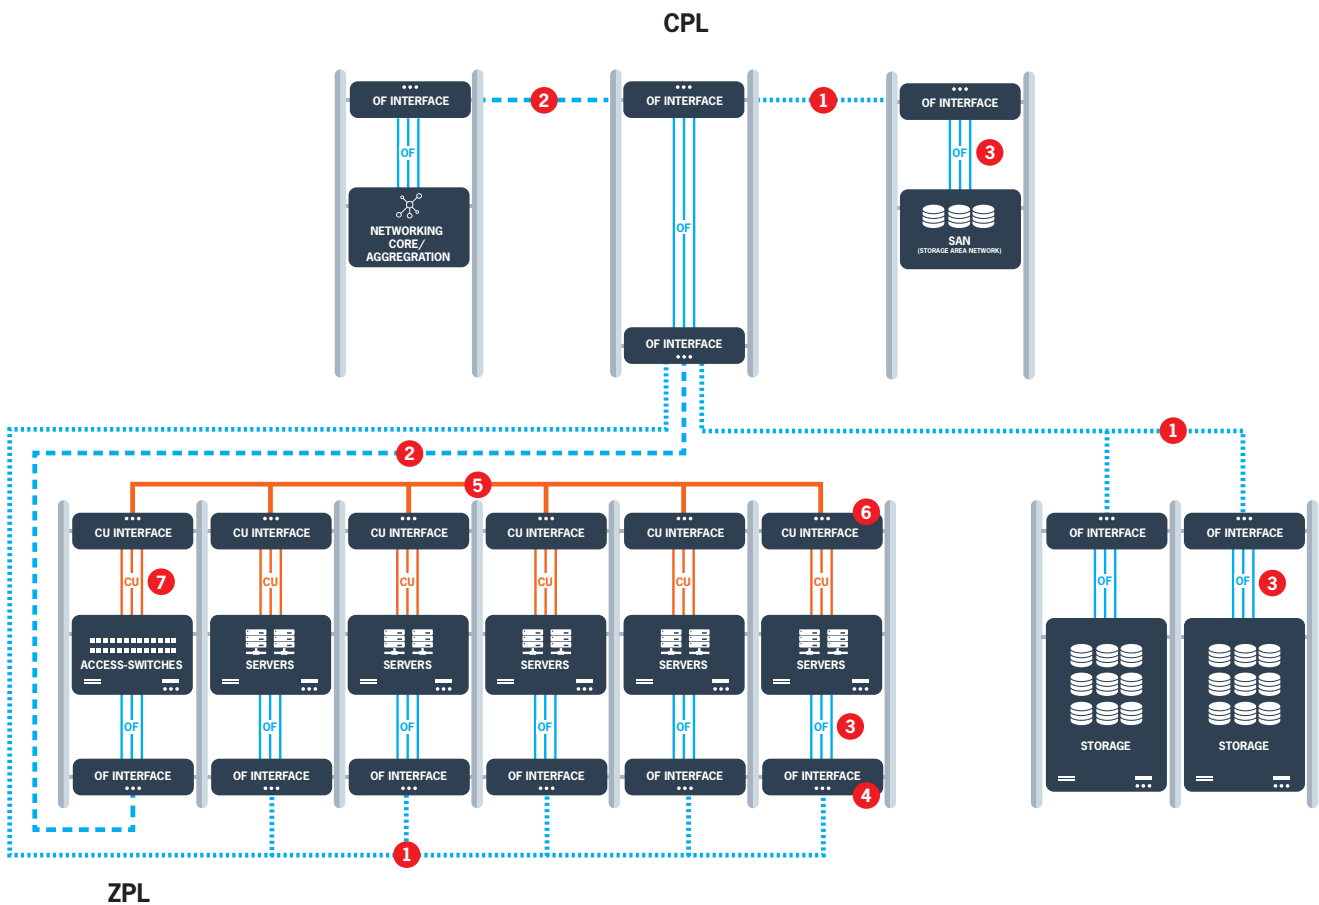 CPL
OF INTERFACE
2
OF INTERFACE
1
OF INTERFACE
OF
OF
3
NETWORKING
CORE/
AGGREGRATION
OF
SAN
(STORAGE AREA NETWORK)
OF INTERFACE
1
2
5
6
CU INTERFACE
CU INTERFACE
CU INTERFACE
CU INTERFACE
CU INTERFACE
CU INTERFACE
OF INTERFACE
OF INTERFACE
CU
7
CU
CU
CU
CU
CU
OF
OF
3
ACCESS-SWITCHES
SERVERS
SERVERS
SERVERS
SERVERS
SERVERS
OF
OF
OF
OF
OF
OF
3
STORAGE
STORAGE
OF INTERFACE
OF INTERFACE
OF INTERFACE
OF INTERFACE
OF INTERFACE
OF INTERFACE
4
1
ZPL